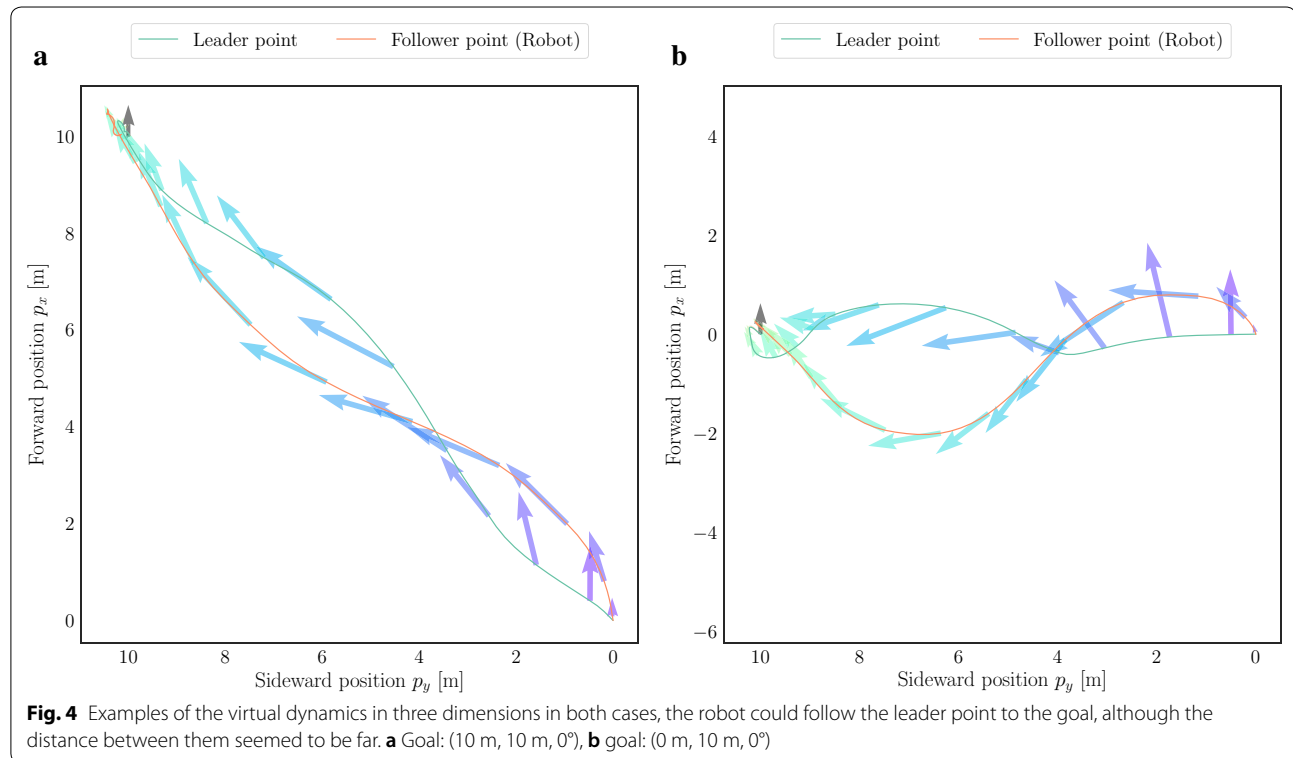 Leader point Follower point (Robot)
a
10
8
6
4
2
0
Forward position p_x [m]
10 8 6 4 2 0
Sideward position p_y [m]
Leader point Follower point (Robot)
b
4
2
0
−2
−4
−6
Forward position p_x [m]
10 8 6 4 2 0
Sideward position p_y [m]
Fig. 4 Examples of the virtual dynamics in three dimensions in both cases, the robot could follow the leader point to the goal, although the
distance between them seemed to be far. a Goal: (10 m, 10 m, 0°), b goal: (0 m, 10 m, 0°)